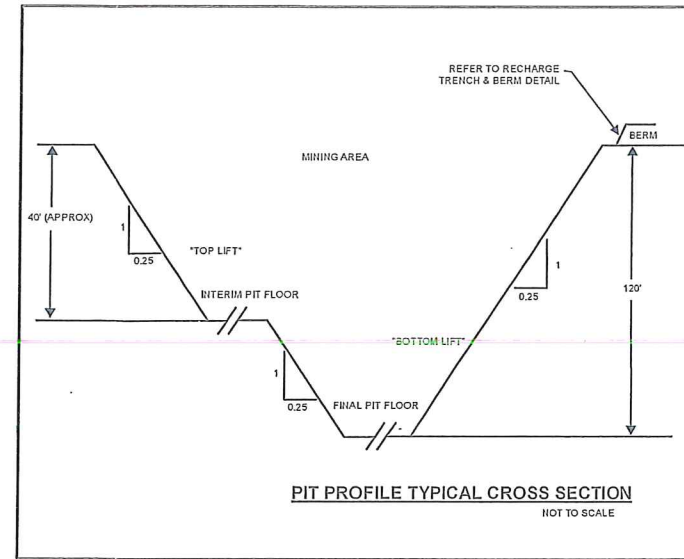 REFER TO RECHARGE
TRENCH & BERM DETAIL
BERM
MINING AREA
40' (APPROX)
1
0.25
"TOP LIFT"
INTERIM PIT FLOOR
1
0.25
120'
"BOTTOM LIFT"
1
0.25
FINAL PIT FLOOR
PIT PROFILE TYPICAL CROSS SECTION
NOT TO SCALE